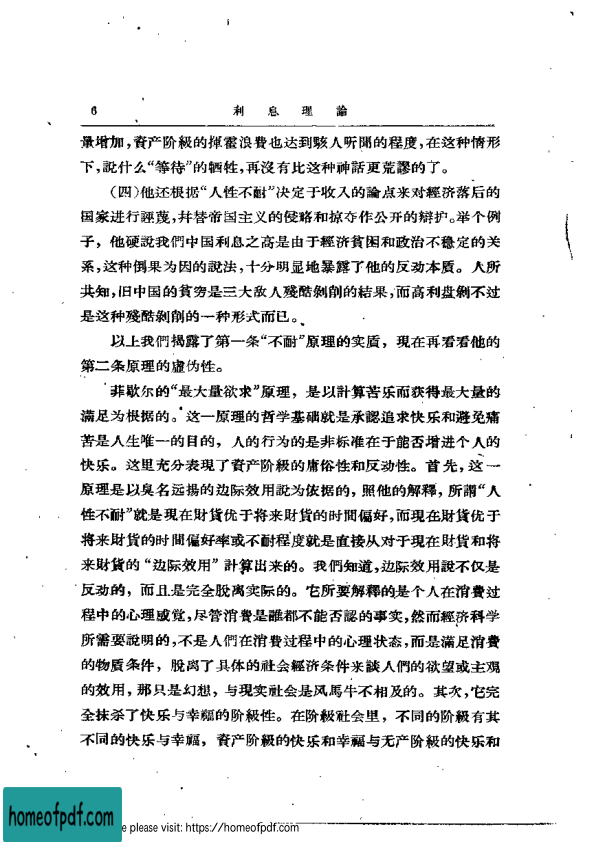 6 利息理論
量增加，資产阶級的揮霍浪費也达到駭人听聞的程度，在这种情形
下，說什么“等待”的牺牲，再沒有比这种神話更荒謬的了。
(四)他还根据“人性不耐”决定于收入的論点来对經济落后的
国家进行誣蔑，幷替帝国主义的侵略和掠夺作公开的辯护。举个例
子，他硬說我們中国利息之高是由于經济貧困和政治不穩定的关
系，这种倒果为因的說法，十分明显地暴露了他的反动本质。人所
共知，旧中国的貧穷是三大敌人殘酷剝削的結果，而高利盘剝不过
是这种殘酷剝削的一种形式而已。
以上我們揭露了第一条“不耐”原理的实质，現在再看看他的
第二条原理的虛伪性。
菲歇尔的“最大量欲求”原理，是以計算苦乐而获得最大量的
滿足为根据的。这一原理的哲学基础就是承認追求快乐和避免痛
苦是人生唯一的目的，人的行为的是非标准在于能否增进个人的
快乐。这里充分表現了資产阶級的庸俗性和反动性。首先，这一
原理是以臭名远揚的边际效用說为依据的，照他的解釋，所謂“人
性不耐”就是現在財貨优于将来財貨的时間偏好，而現在財貨优于
将来財貨的时間偏好率或不耐程度就是直接从对于現在財貨和将
来財貨的“边际效用”計算出来的。我們知道，边际效用說不仅是
反动的，而且是完全脫离实际的。它所要解釋的是个人在消費过
程中的心理感觉，尽管消費是誰都不能否認的事实，然而經济科学
所需要說明的，不是人們在消費过程中的心理状态，而是滿足消費
的物质条件，脫离了具体的社会經济条件来談人們的欲望或主观
的效用，那只是幻想，与現实社会是风馬牛不相及的。其次，它完
全抹杀了快乐与幸福的阶級性。在阶級社会里，不同的阶級有其
不同的快乐与幸福，資产阶級的快乐和幸福与无产阶級的快乐和
homeofpdf.com
e please visit: https://homeofpdf.com